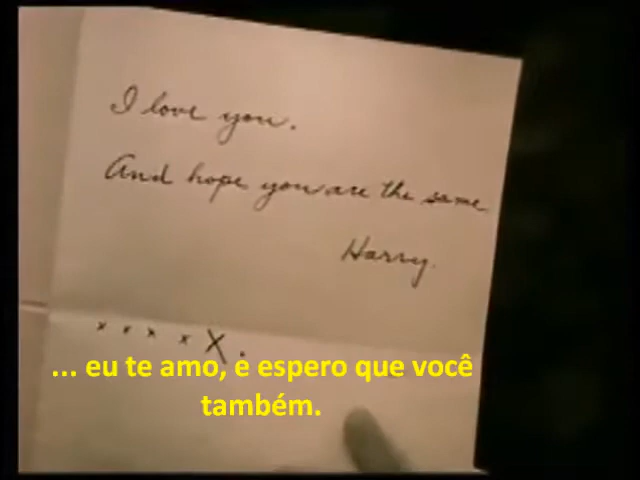 I love you.
And hope you are the same
Harry.
x x x x X.
... eu te amo, e espero que você
também.